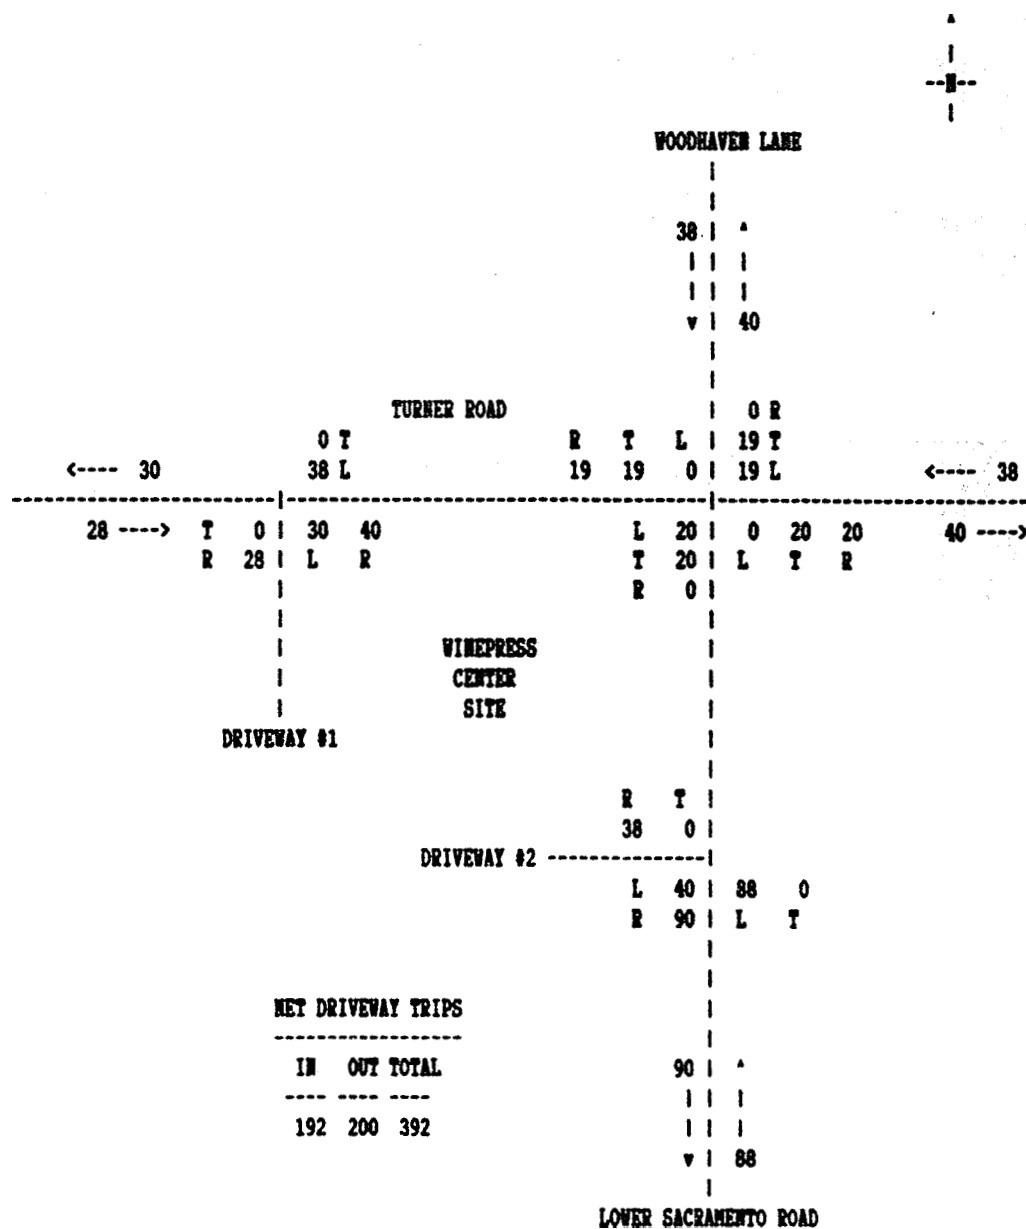 N
WOODHAVEN LANE
38
40
TURNER ROAD 0 R
0 T R T L 19 T
<---- 30 38 L 19 19 0 19 L <---- 38
28 ----> T 0 30 40 L 20 0 20 20 40 ---->
R 28 L R T 20 L T R
R 0
WINEPRESS
CENTER
SITE
DRIVEWAY #1
R T
38 0
DRIVEWAY #2
L 40 88 0
R 90 L T
NET DRIVEWAY TRIPS
IN OUT TOTAL 90
192 200 392
88
LOWER SACRAMENTO ROAD